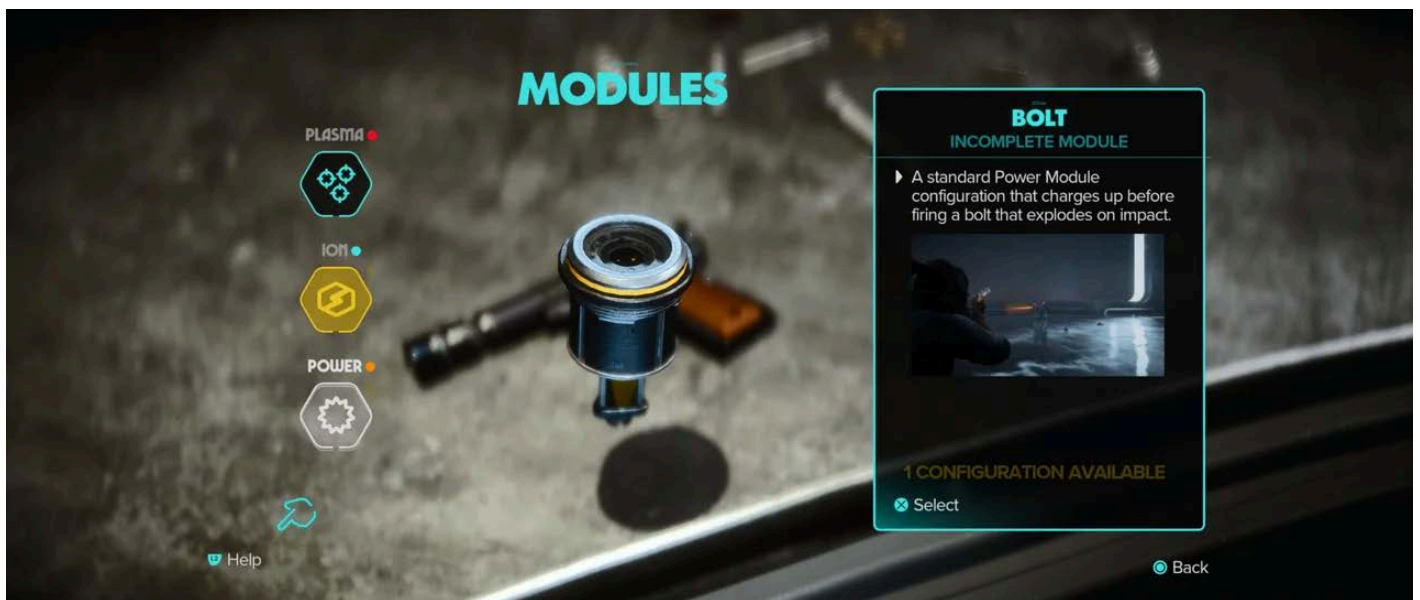 MODULES
PLASMA
ION
POWER
BOLT
INCOMPLETE MODULE
A standard Power Module
configuration that charges up before
firing a bolt that explodes on impact.
1 CONFIGURATION AVAILABLE
Select
L2 Help
Back